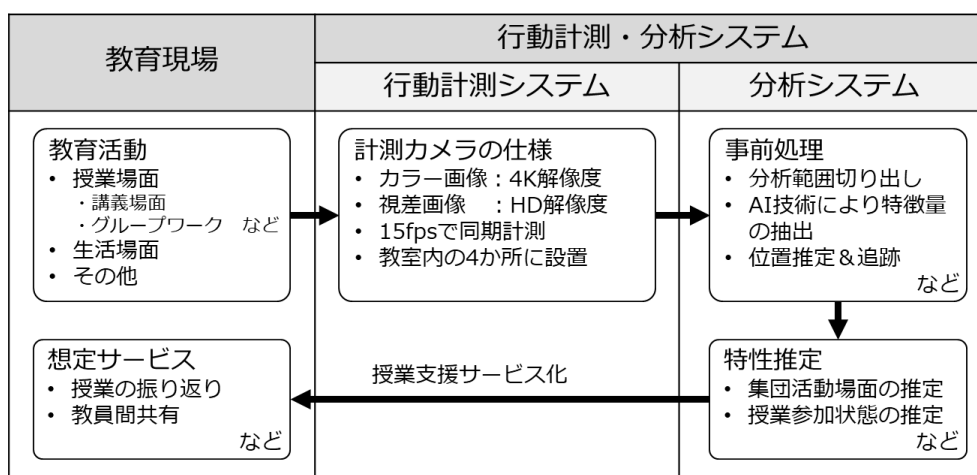 教育現場
行動計測・分析システム
行動計測システム
分析システム
教育活動
• 授業場面
・講義場面
・グループワーク など
• 生活場面
• その他
計測カメラの仕様
• カラー画像：4K解像度
• 視差画像 ：HD解像度
• 15fpsで同期計測
• 教室内の4か所に設置
事前処理
• 分析範囲切り出し
• AI技術により特徴量
の抽出
• 位置推定＆追跡
など
想定サービス
• 授業の振り返り
• 教員間共有
など
授業支援サービス化
特性推定
• 集団活動場面の推定
• 授業参加状態の推定
など